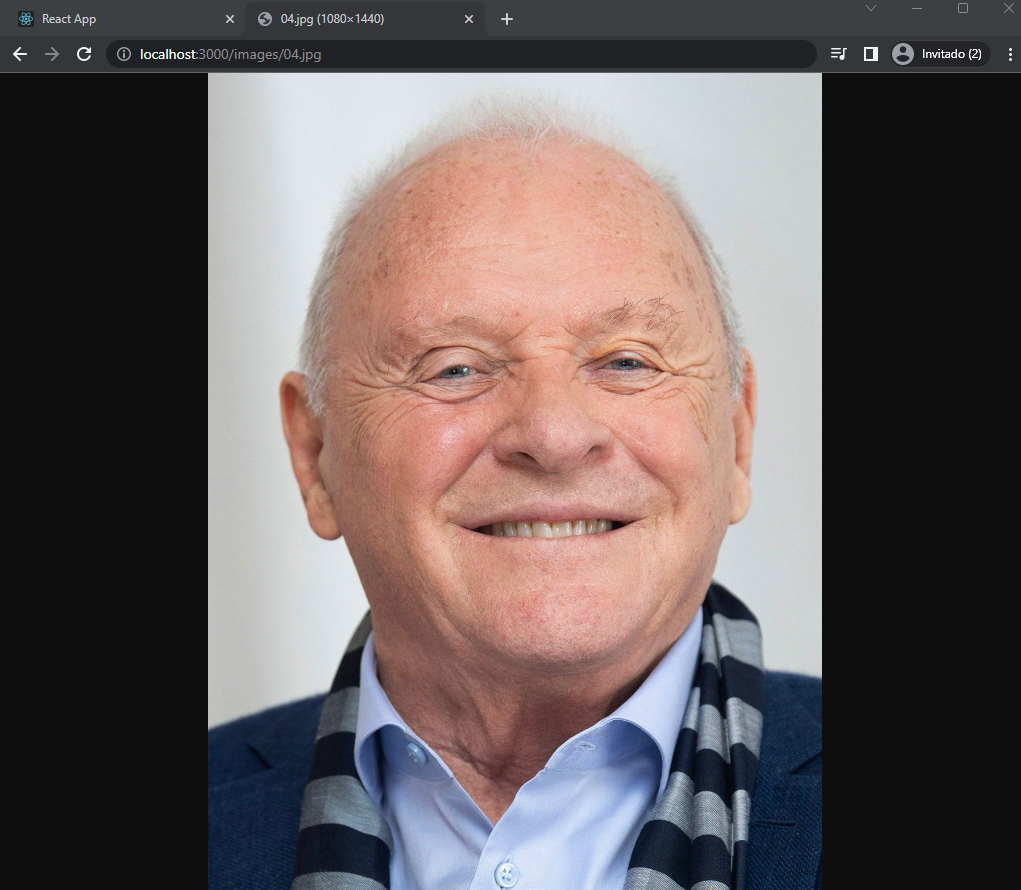 React App
04.jpg (1080×1440)
localhost:3000/images/04.jpg
Invitado (2)